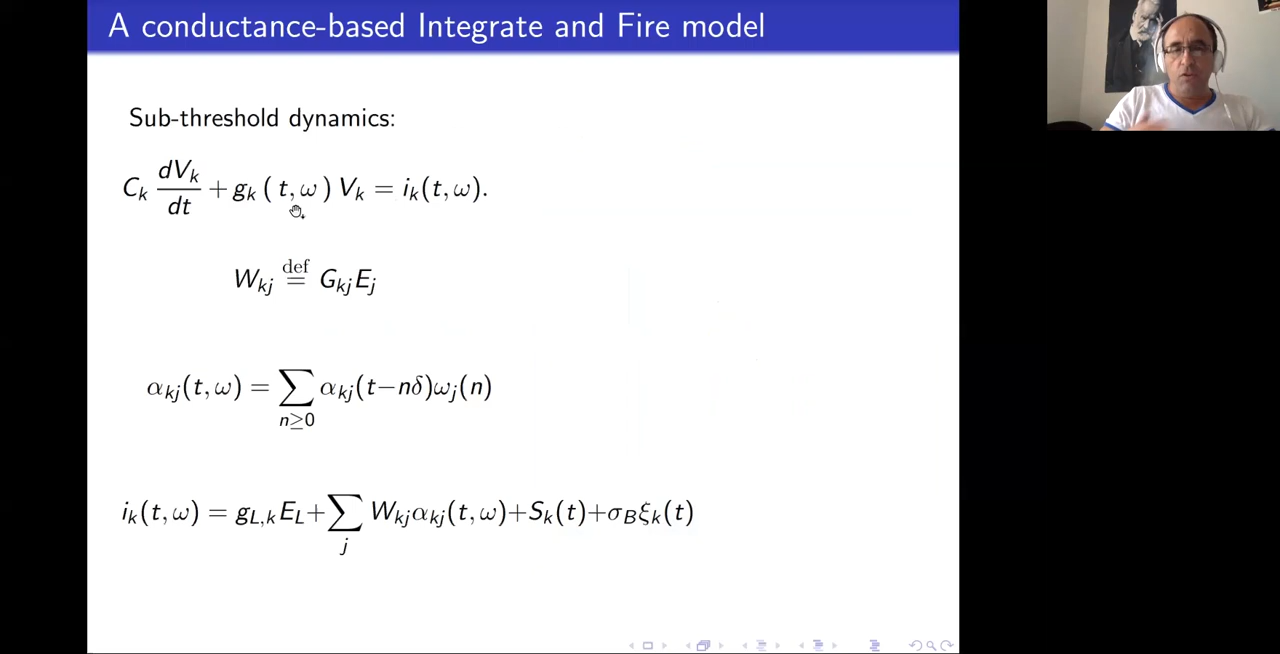 A conductance-based Integrate and Fire model
Sub-threshold dynamics:
C_k dV_k/dt + g_k ( t, ω ) V_k = i_k(t, ω).
W_kj def= G_kj E_j
α_kj(t, ω) = ∑_{n≥0} α_kj(t−nδ)ω_j(n)
i_k(t, ω) = g_{L,k} E_L + ∑_j W_kj α_kj(t, ω)+S_k(t)+σ_B ξ_k(t)